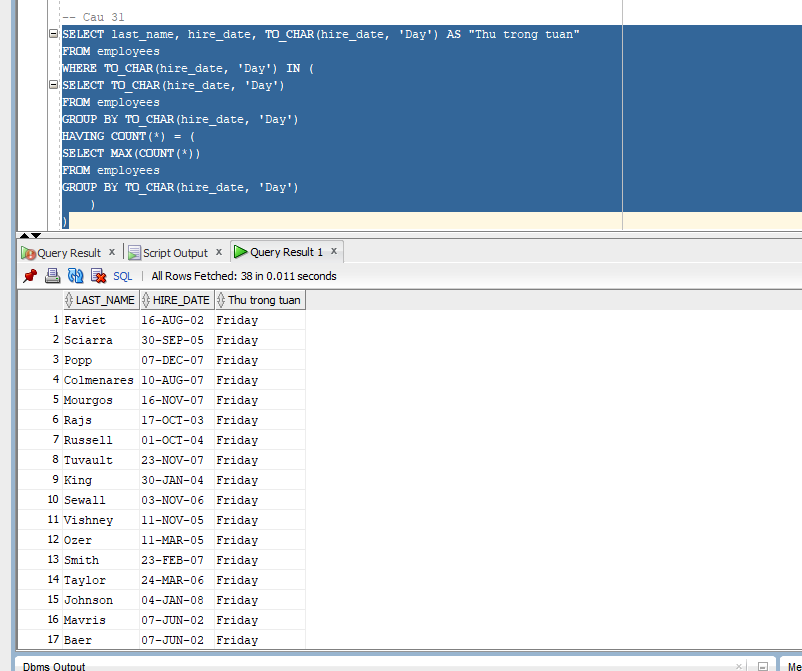 -- Cau 31
SELECT last_name, hire_date, TO_CHAR(hire_date, 'Day') AS "Thu trong tuan"
FROM employees
WHERE TO_CHAR(hire_date, 'Day') IN (
SELECT TO_CHAR(hire_date, 'Day')
FROM employees
GROUP BY TO_CHAR(hire_date, 'Day')
HAVING COUNT(*) = (
SELECT MAX(COUNT(*))
FROM employees
GROUP BY TO_CHAR(hire_date, 'Day')
)
)
Query Result x Script Output x Query Result 1 x
SQL | All Rows Fetched: 38 in 0.011 seconds
LAST_NAME HIRE_DATE Thu trong tuan
1 Faviet 16-AUG-02 Friday
2 Sciarra 30-SEP-05 Friday
3 Popp 07-DEC-07 Friday
4 Colmenares 10-AUG-07 Friday
5 Mourgos 16-NOV-07 Friday
6 Rajs 17-OCT-03 Friday
7 Russell 01-OCT-04 Friday
8 Tuvault 23-NOV-07 Friday
9 King 30-JAN-04 Friday
10 Sewall 03-NOV-06 Friday
11 Vishney 11-NOV-05 Friday
12 Ozer 11-MAR-05 Friday
13 Smith 23-FEB-07 Friday
14 Taylor 24-MAR-06 Friday
15 Johnson 04-JAN-08 Friday
16 Mavris 07-JUN-02 Friday
17 Baer 07-JUN-02 Friday
Dbms Output x